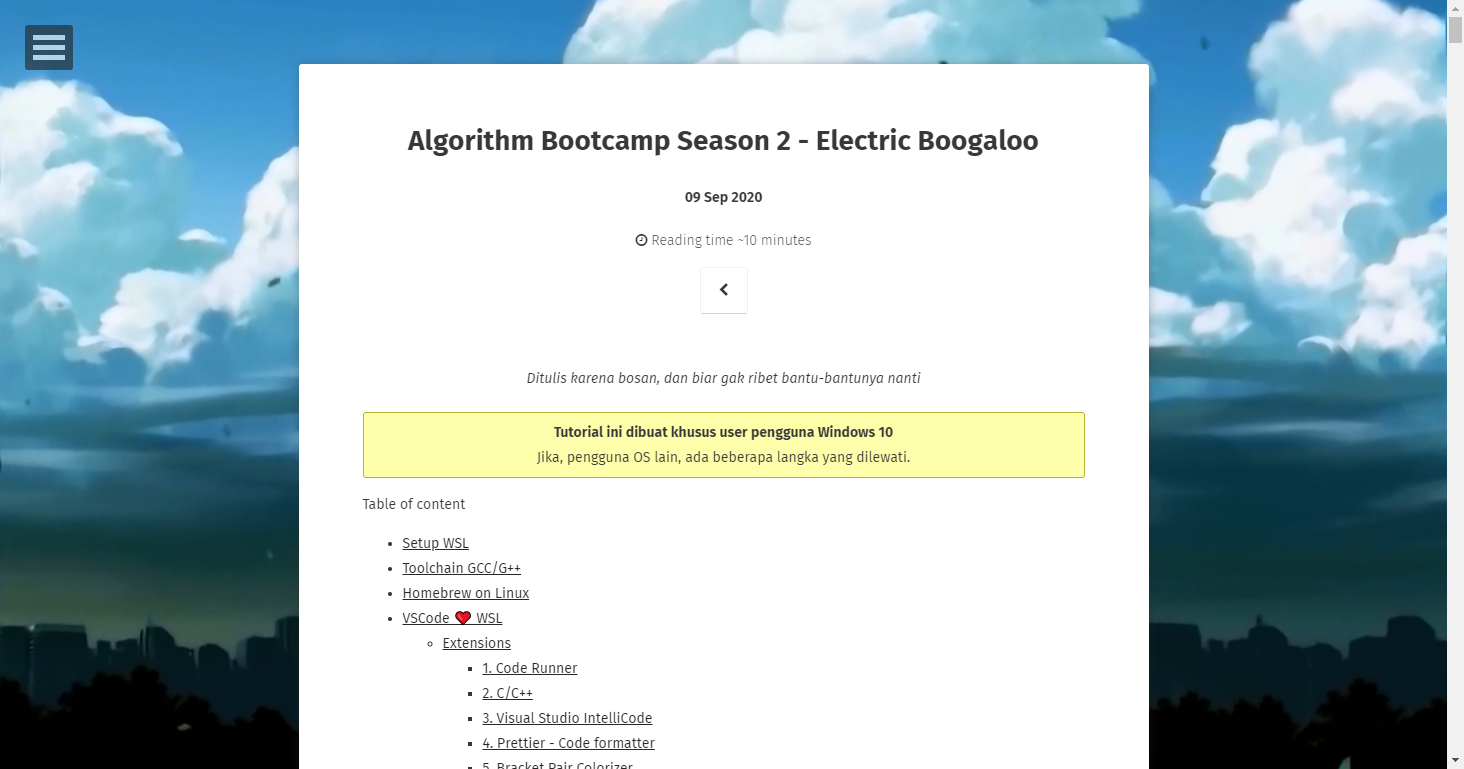 Algorithm Bootcamp Season 2 - Electric Boogaloo
09 Sep 2020
Reading time ~10 minutes
Ditulis karena bosan, dan biar gak ribet bantu-bantunya nanti
Tutorial ini dibuat khusus user pengguna Windows 10
Jika, pengguna OS lain, ada beberapa langka yang dilewati.
Table of content
Setup WSL
Toolchain GCC/G++
Homebrew on Linux
VSCode ❤️ WSL
Extensions
1. Code Runner
2. C/C++
3. Visual Studio IntelliCode
4. Prettier - Code formatter
5. Bracket Pair Colorizer